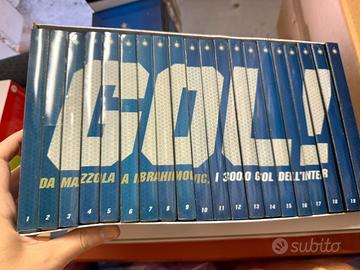 GOL!
DA MAZZOLA A IBRAHIMOVIC, I 3000 GOL DELL'INTER
1 2 3 4 5 6 7 8 9 10 11 12 13 14 15 16 17 18 19
subito